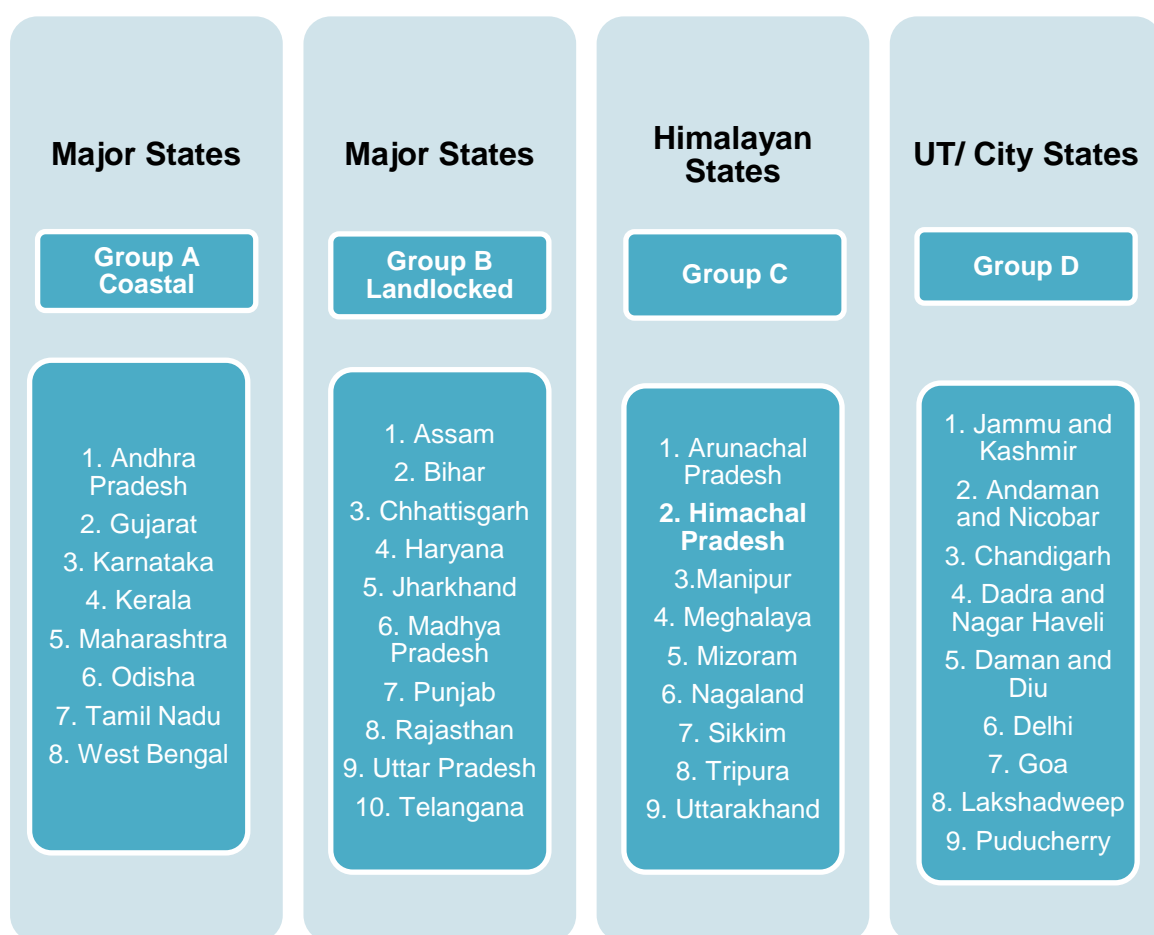 Major States
Group A
Coastal
1. Andhra
Pradesh
2. Gujarat
3. Karnataka
4. Kerala
5. Maharashtra
6. Odisha
7. Tamil Nadu
8. West Bengal
Major States
Group B
Landlocked
1. Assam
2. Bihar
3. Chhattisgarh
4. Haryana
5. Jharkhand
6. Madhya
Pradesh
7. Punjab
8. Rajasthan
9. Uttar Pradesh
10. Telangana
Himalayan
States
Group C
1. Arunachal
Pradesh
2. Himachal
Pradesh
3.Manipur
4. Meghalaya
5. Mizoram
6. Nagaland
7. Sikkim
8. Tripura
9. Uttarakhand
UT/ City States
Group D
1. Jammu and
Kashmir
2. Andaman
and Nicobar
3. Chandigarh
4. Dadra and
Nagar Haveli
5. Daman and
Diu
6. Delhi
7. Goa
8. Lakshadweep
9. Puducherry